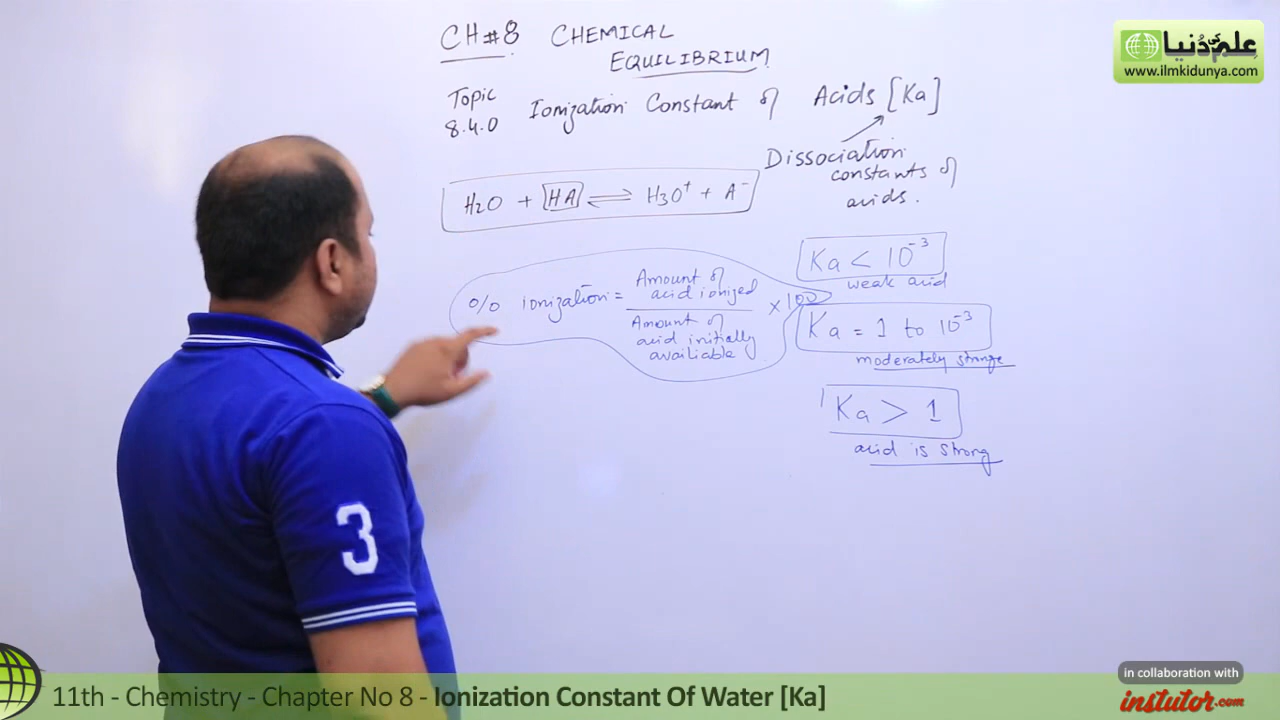 CH#8 CHEMICAL
EQUILIBRIUM
Topic
8.4.0
Ionization Constant of Acids [Ka]
Dissociation
constants of
acids.
H2O + HA ⇌ H3O⁺ + A⁻
% ionization = Amount of
acid ionized
Amount of
acid initially
availiable
× 100
Ka < 10⁻³
weak acid
Ka = 1 to 10⁻³
moderately stronge
Ka > 1
acid is strong
3
علم کی دُنیا
www.ilmkidunya.com
11th - Chemistry - Chapter No 8 - Ionization Constant Of Water [Ka]
in collaboration with
instutor.com